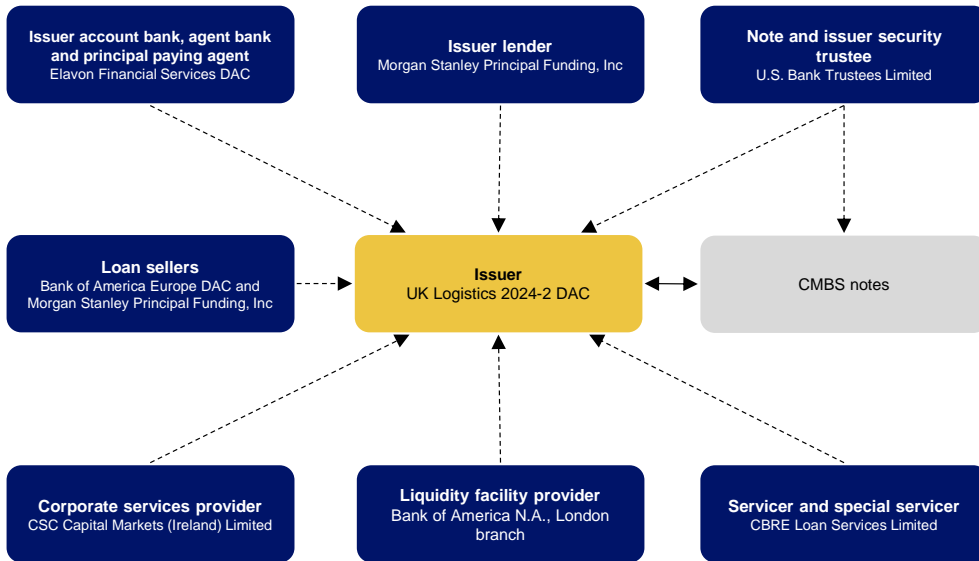 Issuer account bank, agent bank
and principal paying agent
Elavon Financial Services DAC
Issuer lender
Morgan Stanley Principal Funding, Inc
Note and issuer security
trustee
U.S. Bank Trustees Limited
Loan sellers
Bank of America Europe DAC and
Morgan Stanley Principal Funding, Inc
Issuer
UK Logistics 2024-2 DAC
CMBS notes
Corporate services provider
CSC Capital Markets (Ireland) Limited
Liquidity facility provider
Bank of America N.A., London
branch
Servicer and special servicer
CBRE Loan Services Limited